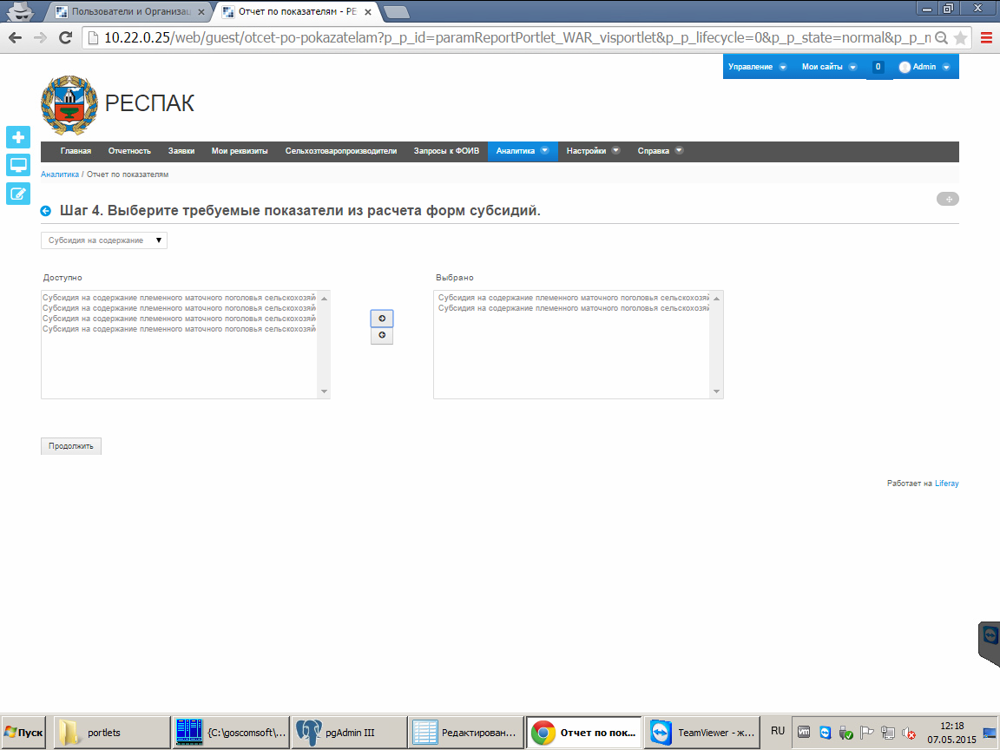 Пользователи и Организац
Отчет по показателям - РЕ
10.22.0.25/web/guest/otcet-po-pokazatelam?p_p_id=paramReportPortlet_WAR_visportlet&p_p_lifecycle=0&p_p_state=normal&p_p_n
Управление Мои сайты 0 Admin
РЕСПАК
Главная Отчетность Заявки Мои реквизиты Сельхозтоваропроизводители Запросы к ФОИВ Аналитика Настройки Справка
Аналитика / Отчет по показателям
Шаг 4. Выберите требуемые показатели из расчета форм субсидий.
Субсидия на содержание
Доступно
Субсидия на содержание племенного маточного поголовья сельскохозяй
Субсидия на содержание племенного маточного поголовья сельскохозяй
Субсидия на содержание племенного маточного поголовья сельскохозяй
Субсидия на содержание племенного маточного поголовья сельскохозяй
Выбрано
Субсидия на содержание племенного маточного поголовья сельскохозяй
Субсидия на содержание племенного маточного поголовья сельскохозяй
Продолжить
Работает на Liferay
Пуск portlets {C:\goscomsoft\... pgAdmin III Редактирован... Отчет по пок... TeamViewer - ж... RU vm 12:18
07.05.2015